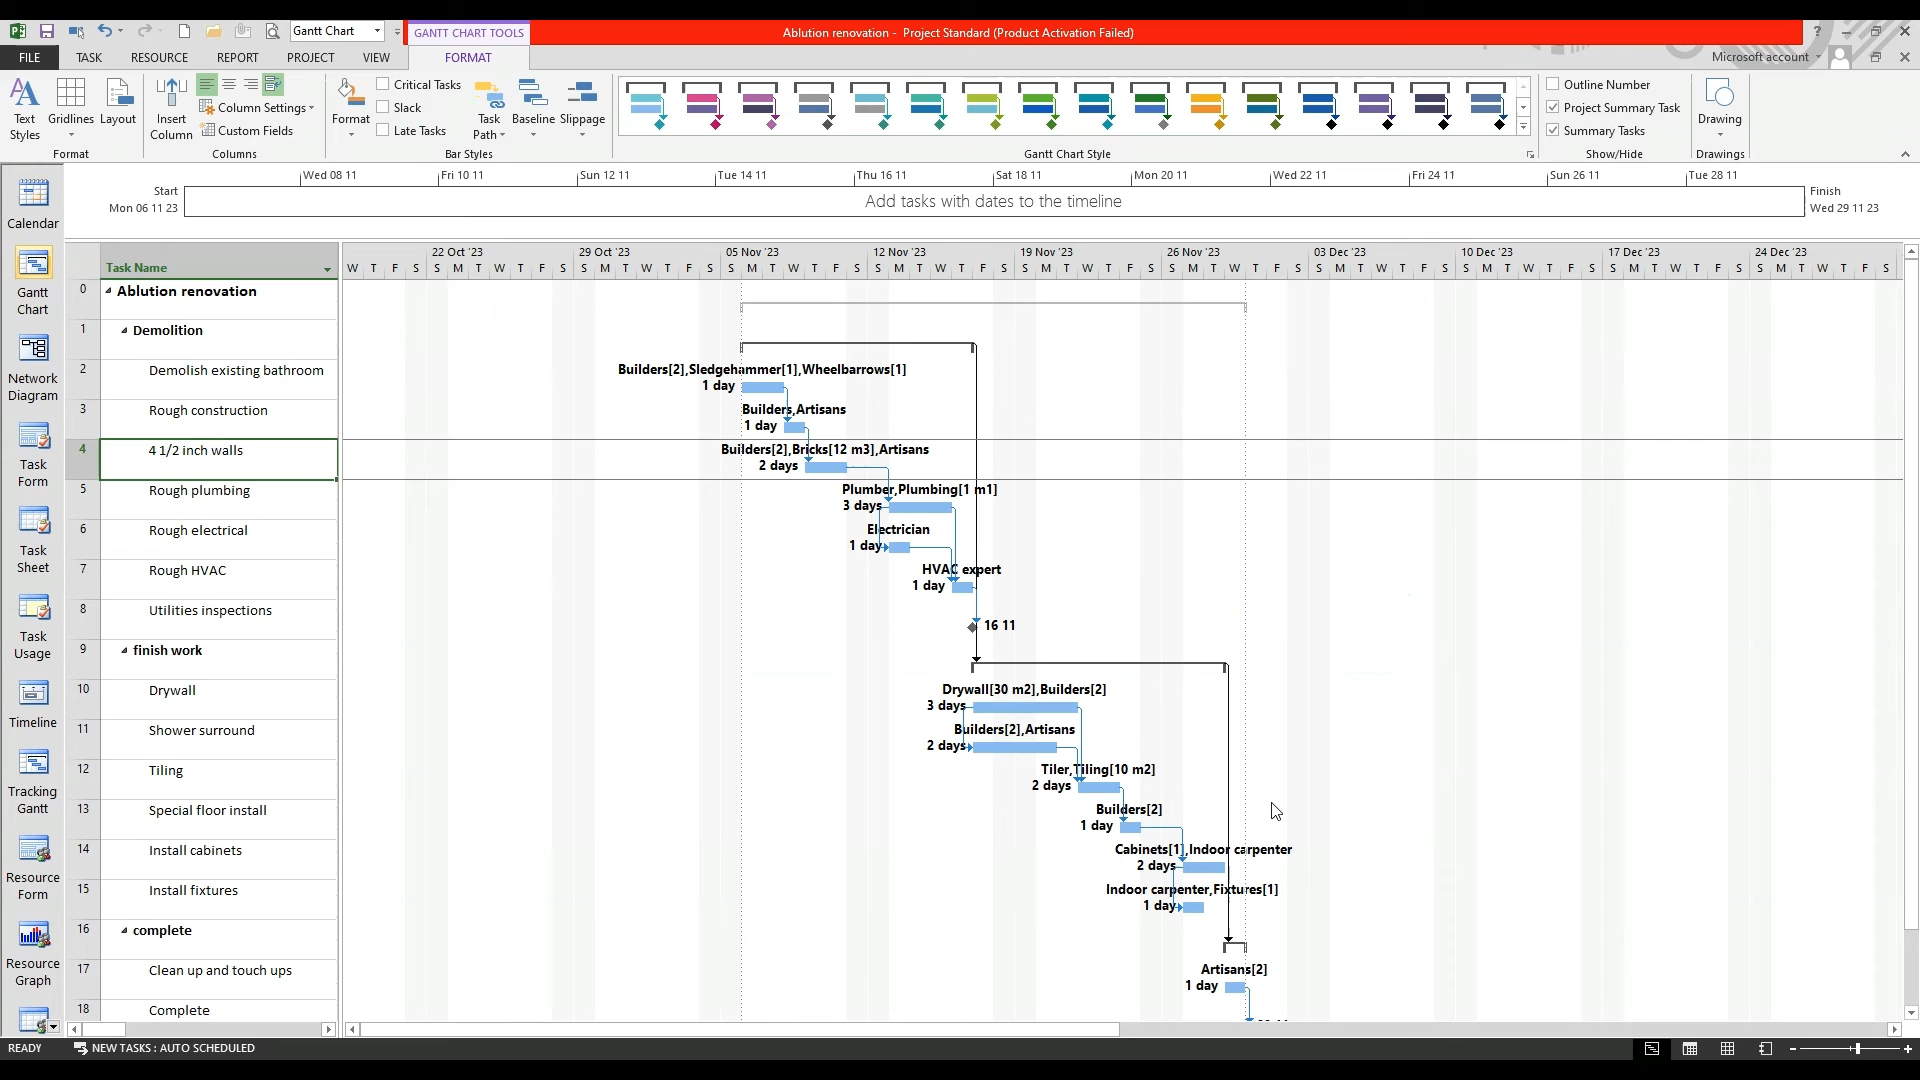 Gantt Chart
GANTT CHART TOOLS
Ablution renovation - Project Standard (Product Activation Failed)
?
FILE TASK RESOURCE REPORT PROJECT VIEW FORMAT
Microsoft account
Text Styles
Gridlines
Layout
Format
Insert Column
Column Settings
Custom Fields
Columns
Format
Critical Tasks
Slack
Late Tasks
Task Path
Baseline
Slippage
Bar Styles
Gantt Chart Style
Outline Number
Project Summary Task
Summary Tasks
Show/Hide
Drawing
Drawings
Wed 08 11 Fri 10 11 Sun 12 11 Tue 14 11 Thu 16 11 Sat 18 11 Mon 20 11 Wed 22 11 Fri 24 11 Sun 26 11 Tue 28 11
Start
Mon 06 11 23
Add tasks with dates to the timeline
Finish
Wed 29 11 23
Calendar
Gantt Chart
Network Diagram
Task Form
Task Sheet
Task Usage
Timeline
Tracking Gantt
Resource Form
Resource Graph
22 Oct '23 29 Oct '23 05 Nov '23 12 Nov '23 19 Nov '23 26 Nov '23 03 Dec '23 10 Dec '23 17 Dec '23 24 Dec '23
Task Name
W T F S S M T W T F S S M T W T F S S M T W T F S S M T W T F S S M T W T F S S M T W T F S S M T W T F S S M T W T F S S M T W T F S S M T W T F S
0 Ablution renovation
1 Demolition
2 Demolish existing bathroom
Builders[2],Sledgehammer[1],Wheelbarrows[1]
1 day
3 Rough construction
Builders,Artisans
1 day
4 4 1/2 inch walls
Builders[2],Bricks[12 m3],Artisans
2 days
5 Rough plumbing
Plumber,Plumbing[1 m1]
3 days
6 Rough electrical
Electrician
1 day
7 Rough HVAC
HVAC expert
1 day
8 Utilities inspections
16 11
9 finish work
10 Drywall
Drywall[30 m2],Builders[2]
3 days
11 Shower surround
Builders[2],Artisans
2 days
12 Tiling
Tiler,Tiling[10 m2]
2 days
13 Special floor install
Builders[2]
1 day
14 Install cabinets
Cabinets[1],Indoor carpenter
2 days
15 Install fixtures
Indoor carpenter,Fixtures[1]
1 day
16 complete
17 Clean up and touch ups
Artisans[2]
1 day
18 Complete
READY NEW TASKS : AUTO SCHEDULED